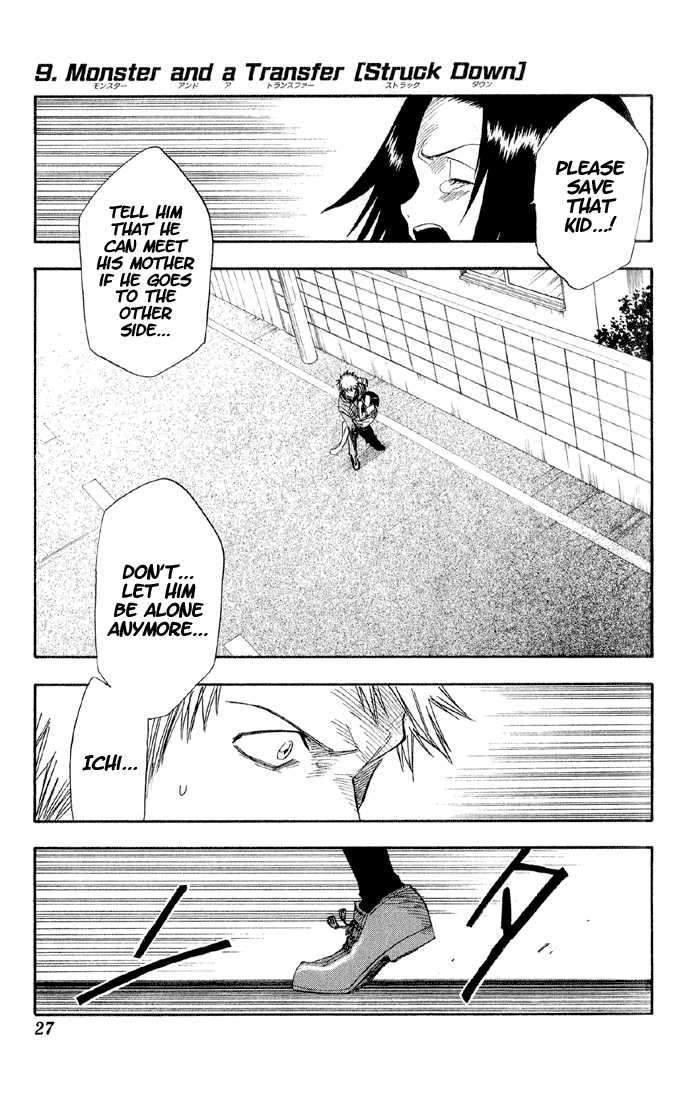 9. Monster and a Transfer [Struck Down]
モンスター アンド ア トランスファー ストラック ダウン
PLEASE
SAVE
THAT
KID...!
TELL HIM
THAT HE
CAN MEET
HIS MOTHER
IF HE GOES
TO THE
OTHER
SIDE...
DON'T...
LET HIM
BE ALONE
ANYMORE...
ICHI...
タン
27